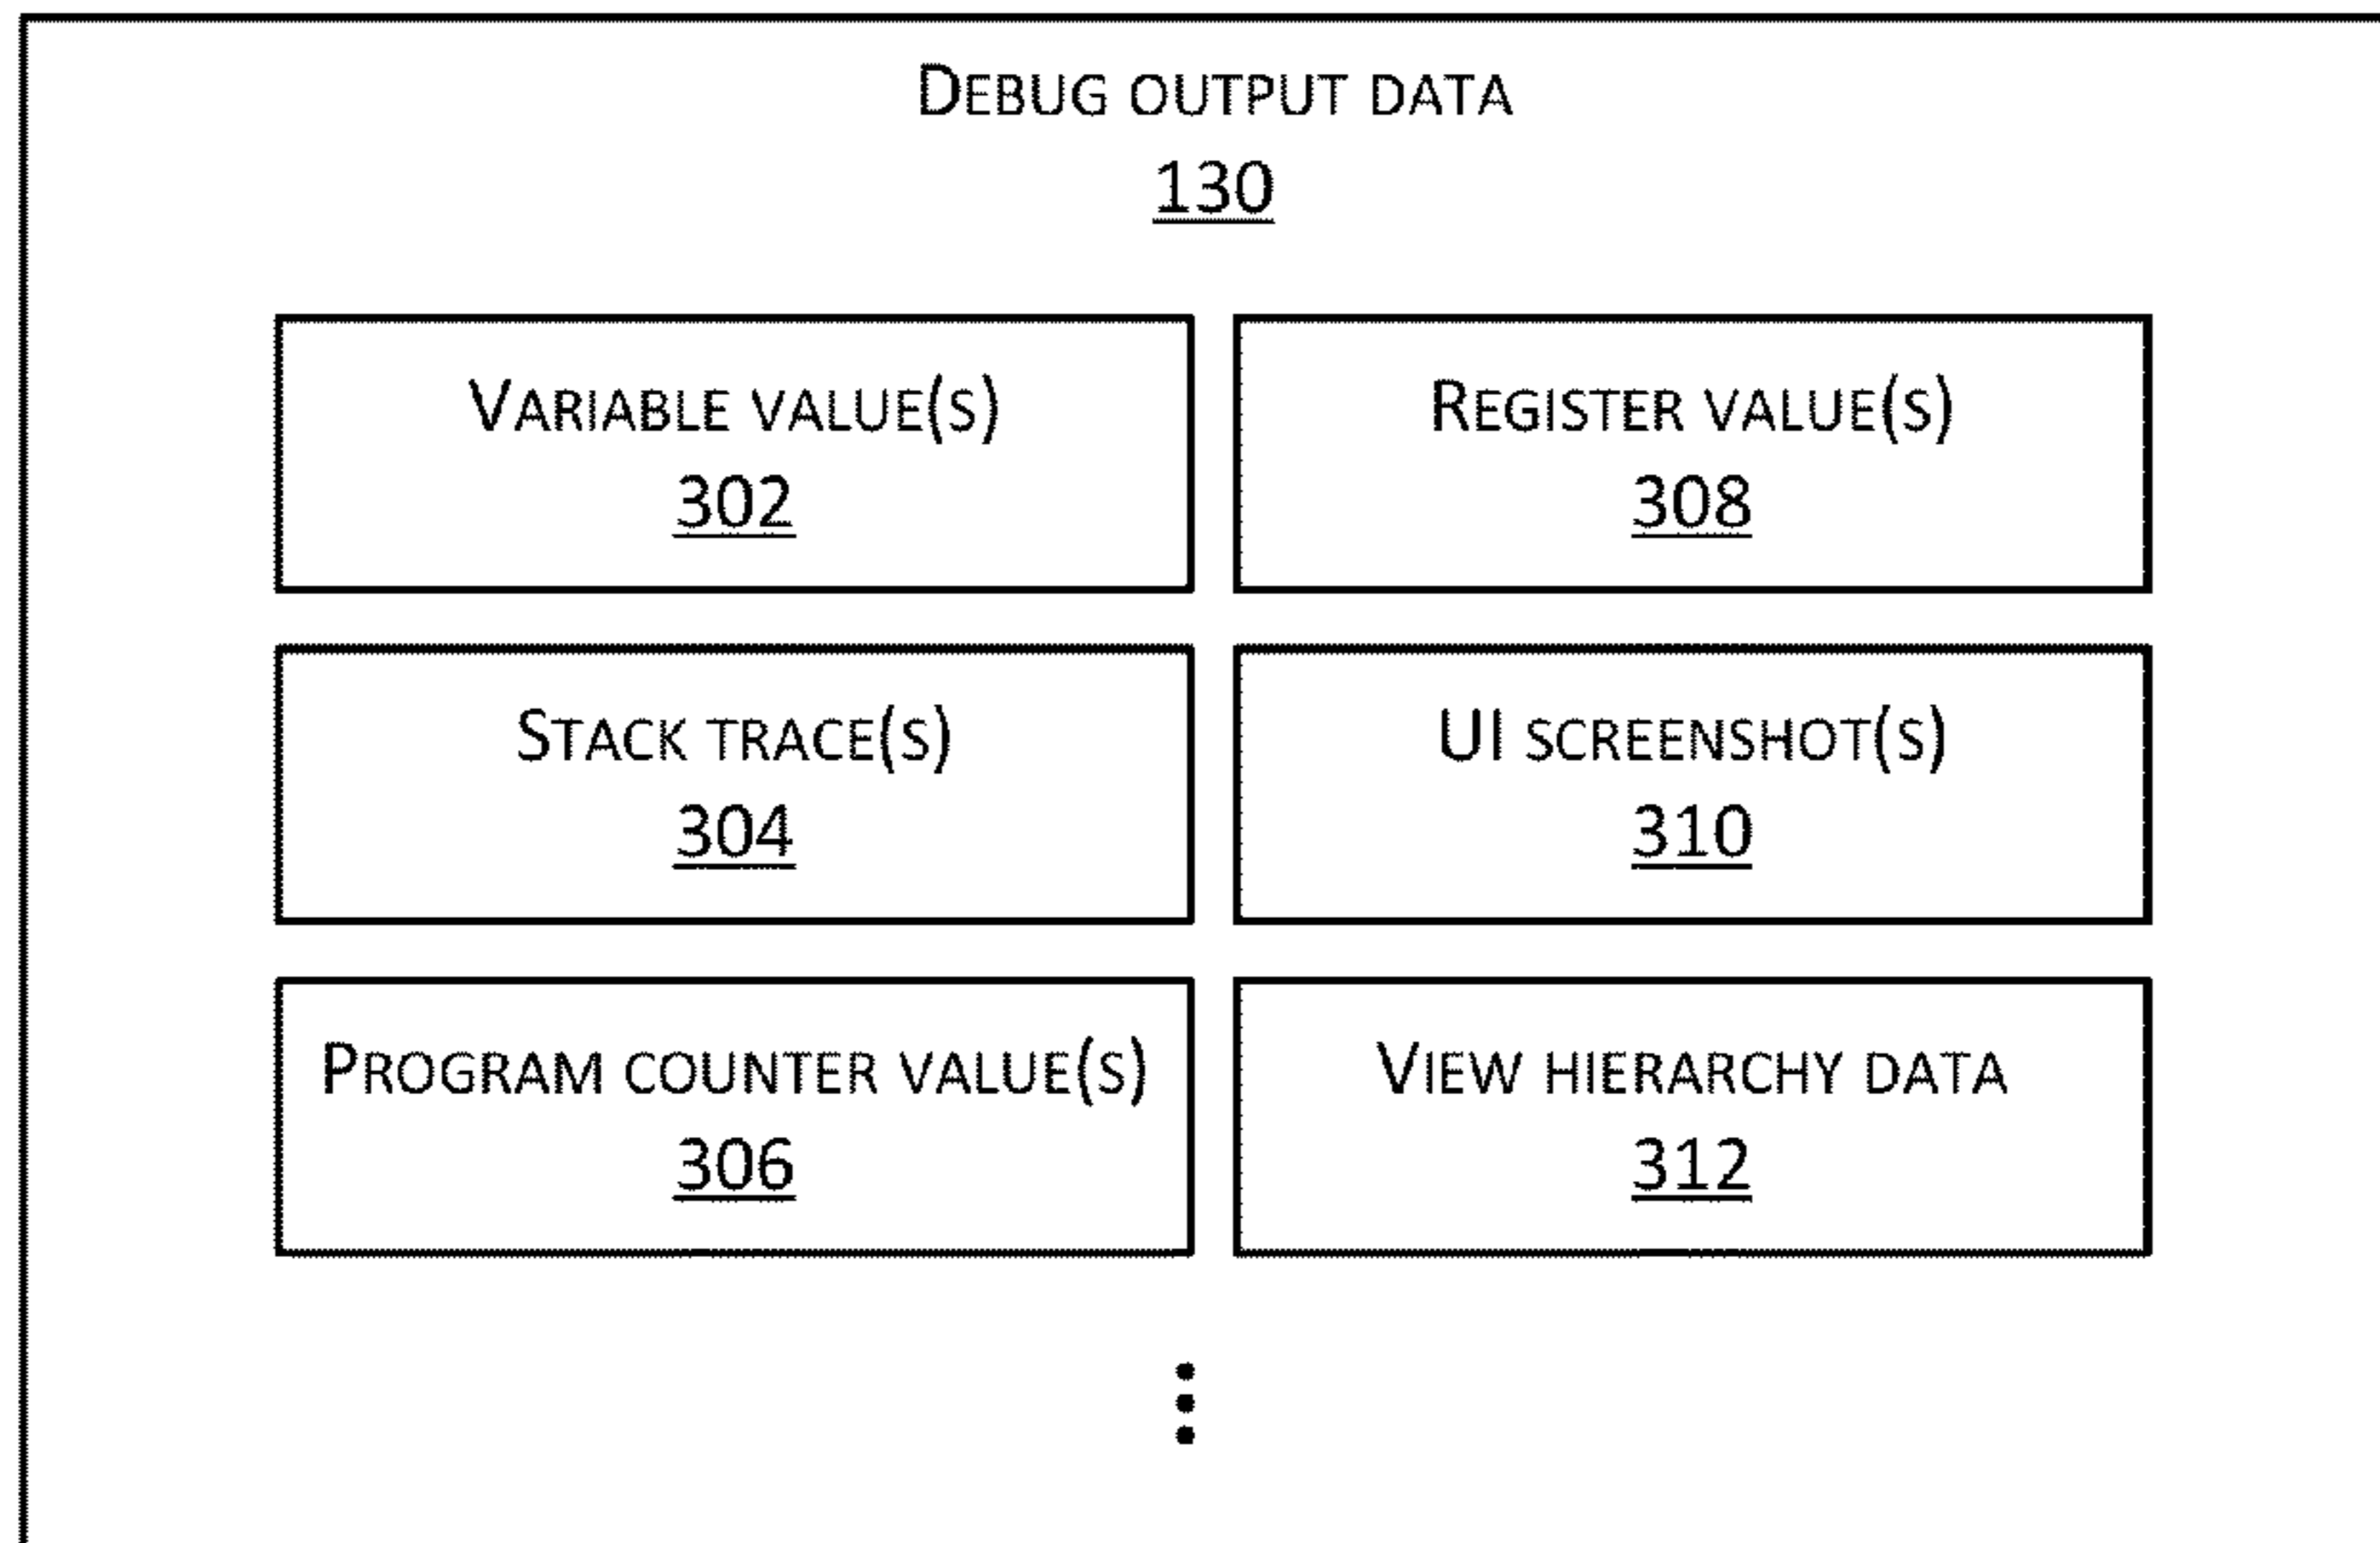 Debug output data
130
Variable value(s)
302
Register value(s)
308
Stack trace(s)
304
UI screenshot(s)
310
Program counter value(s)
306
View hierarchy data
312